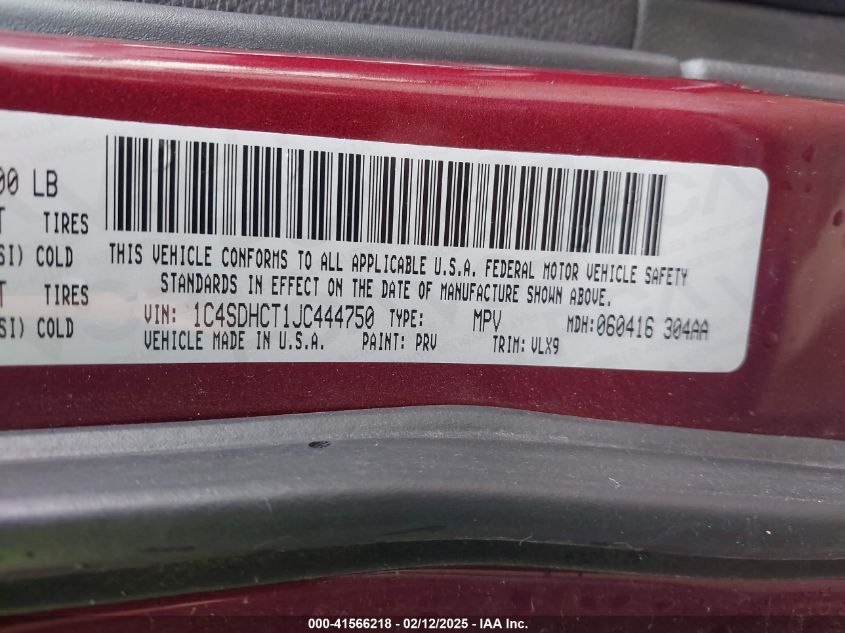 00 LB
T TIRES
SI) COLD
THIS VEHICLE CONFORMS TO ALL APPLICABLE U.S.A. FEDERAL MOTOR VEHICLE SAFETY
STANDARDS IN EFFECT ON THE DATE OF MANUFACTURE SHOWN ABOVE.
T TIRES
SI) COLD
VIN: 1C4SDHCT1JC444750 TYPE: MPV MDH:060416 304AA
VEHICLE MADE IN U.S.A. PAINT: PRV TRIM: VLX9
000-41566218 - 02/12/2025 - IAA Inc.